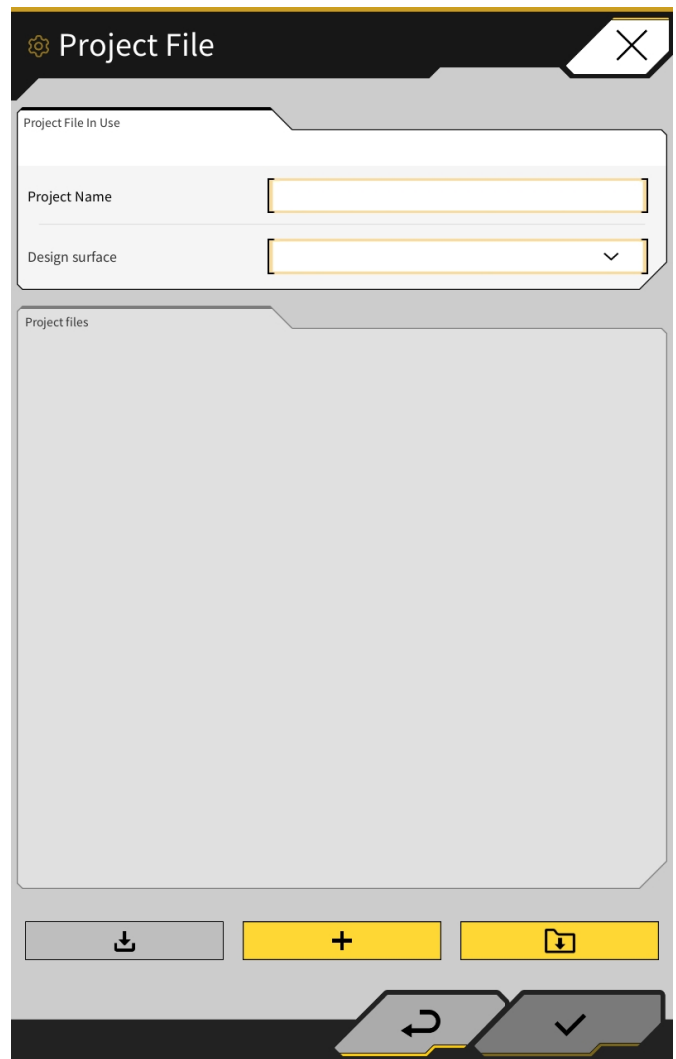 Project File
Project File In Use
Project Name
Design surface
Project files